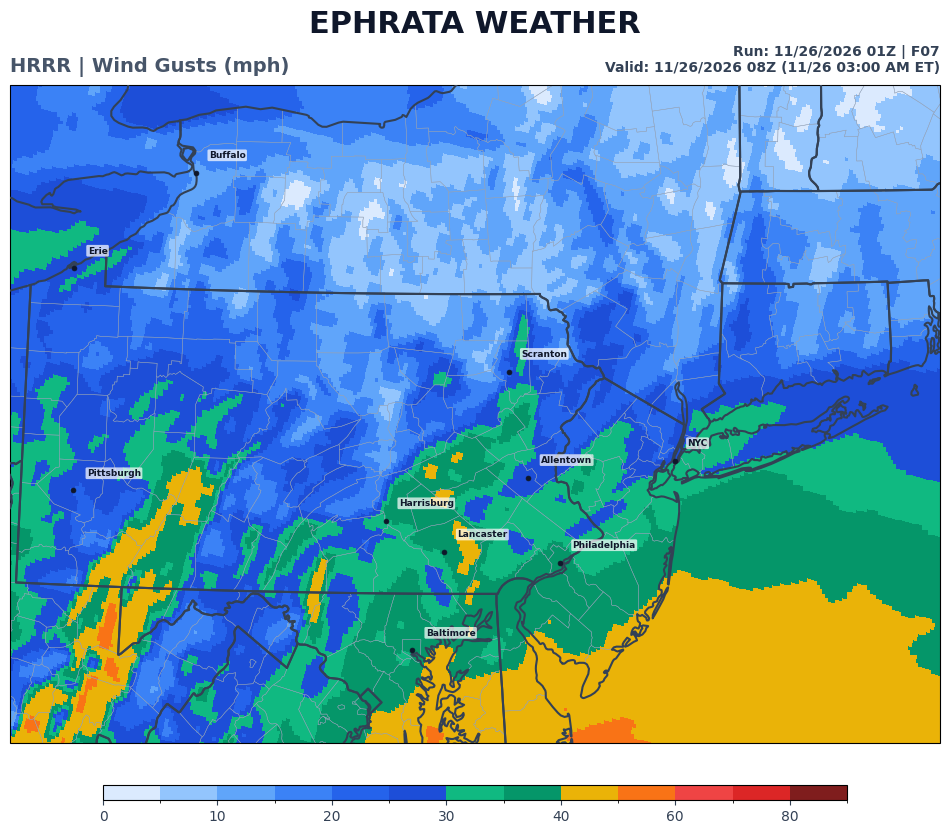 EPHRATA WEATHER
HRRR | Wind Gusts (mph)
Run: 11/26/2026 01Z | F07
Valid: 11/26/2026 08Z (11/26 03:00 AM ET)
Buffalo
Erie
Scranton
NYC
Allentown
Pittsburgh
Harrisburg
Lancaster
Philadelphia
Baltimore
0 10 20 30 40 50 60 70 80